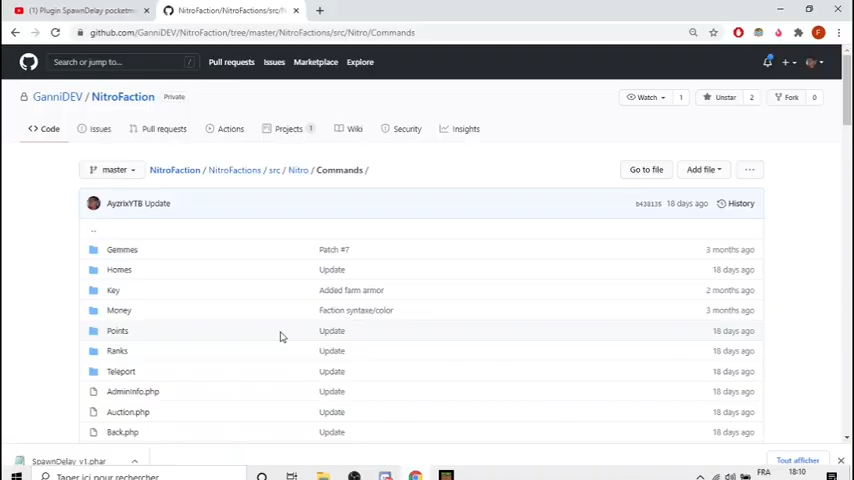 (1) Plugin SpawnDelay pocketm
NitroFaction/NitroFactions/src/N
github.com/GanniDEV/NitroFaction/tree/master/NitroFactions/src/Nitro/Commands
F
Search or jump to...
/
Pull requests
Issues
Marketplace
Explore
GanniDEV / NitroFaction
Private
Watch
1
Unstar
2
Fork
0
Code
Issues
Pull requests
Actions
Projects
1
Wiki
Security
Insights
master
NitroFaction / NitroFactions / src / Nitro / Commands /
Go to file
Add file
...
AyzrixYTB Update
b438135
18 days ago
History
..
Gemmes Patch #7 3 months ago
Homes Update 18 days ago
Key Added farm armor 2 months ago
Money Faction syntaxe/color 3 months ago
Points Update 18 days ago
Ranks Update 18 days ago
Teleport Update 18 days ago
AdminInfo.php Update 18 days ago
Auction.php Update 18 days ago
Back.php Update 18 days ago
SpawnDelay_v1.phar
Tout afficher
Taper ici pour rechercher
FRA
18:10